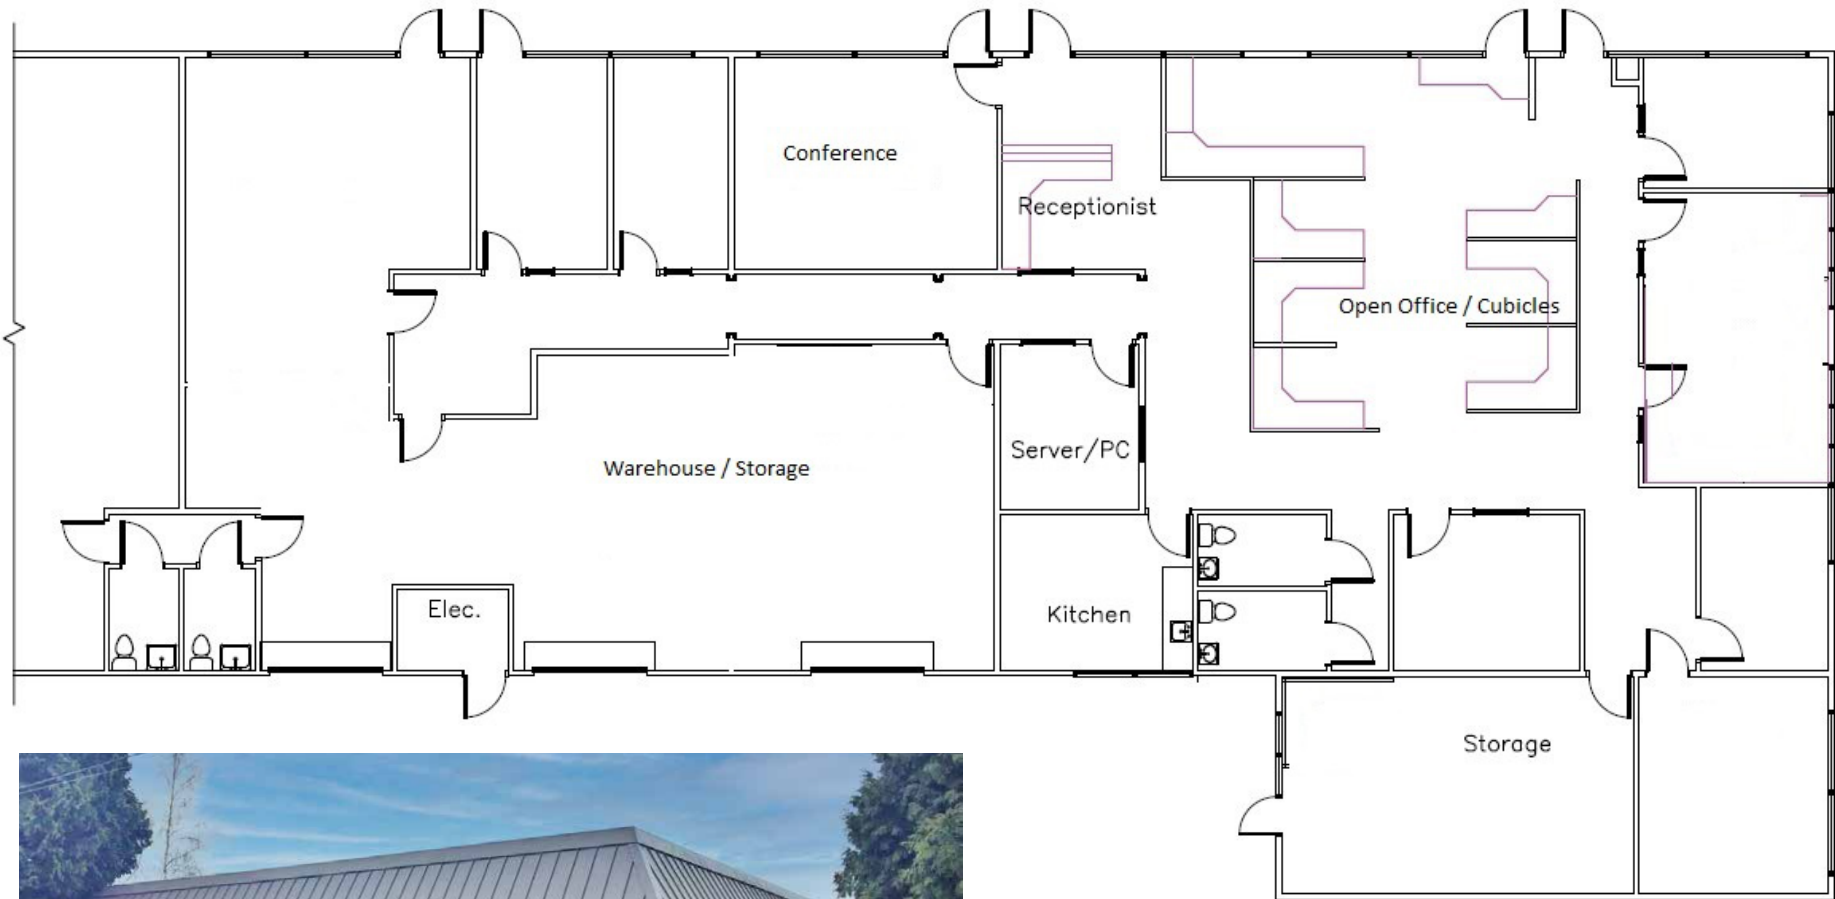 Conference
Receptionist
Open Office / Cubicles
Server/PC
Warehouse / Storage
Elec.
Kitchen
Storage